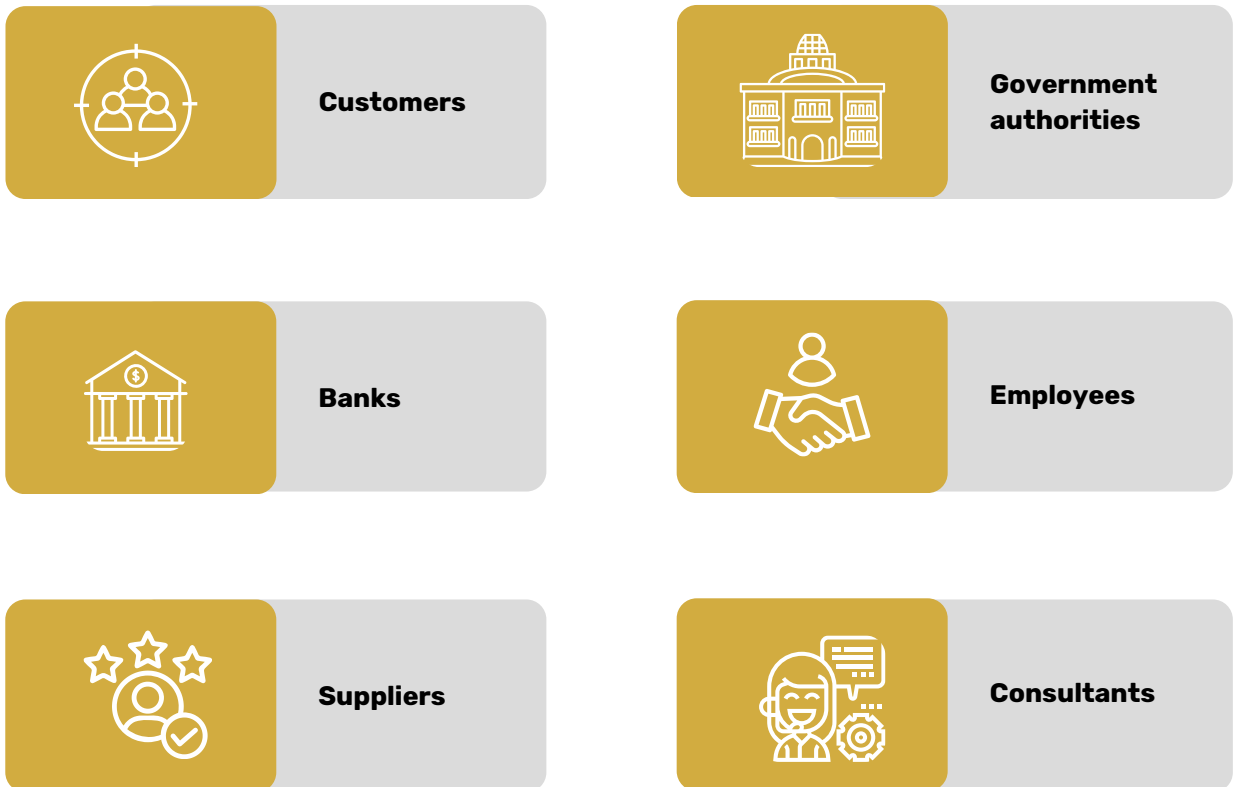 Customers
Government
authorities
Banks
Employees
Suppliers
Consultants